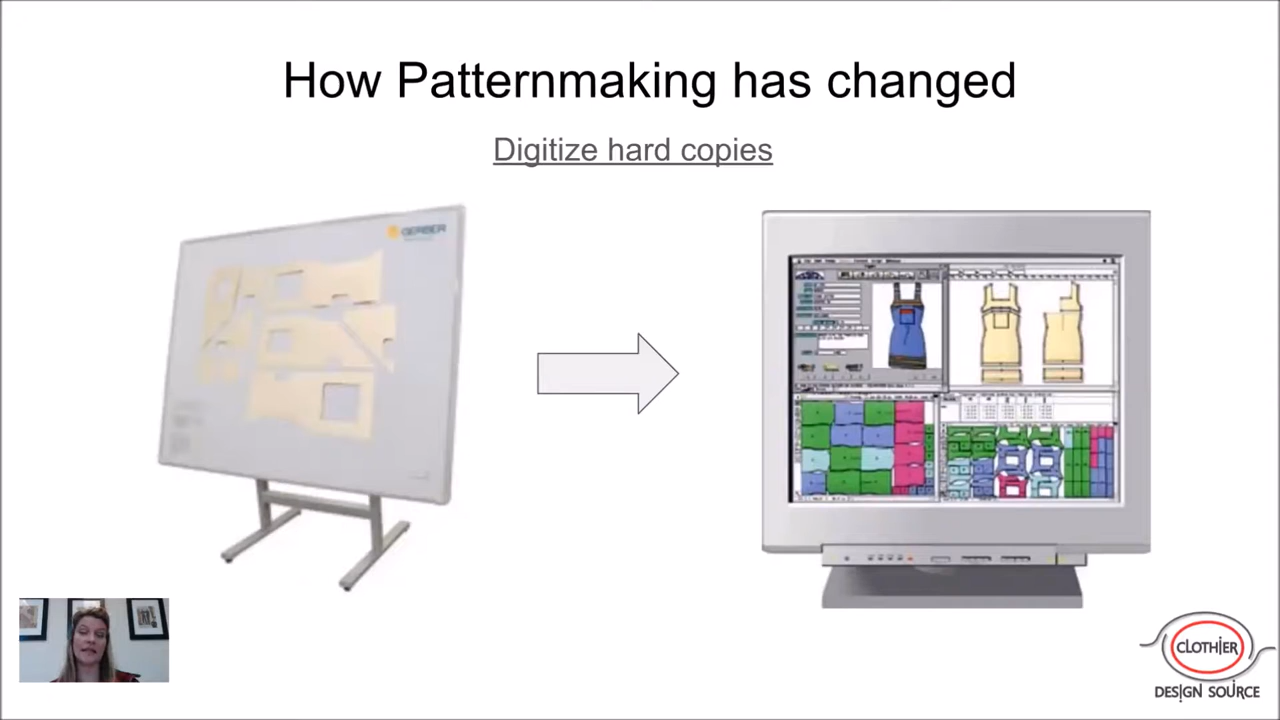 How Patternmaking has changed
Digitize hard copies
GERBER
CLOTHIER
DESIGN SOURCE